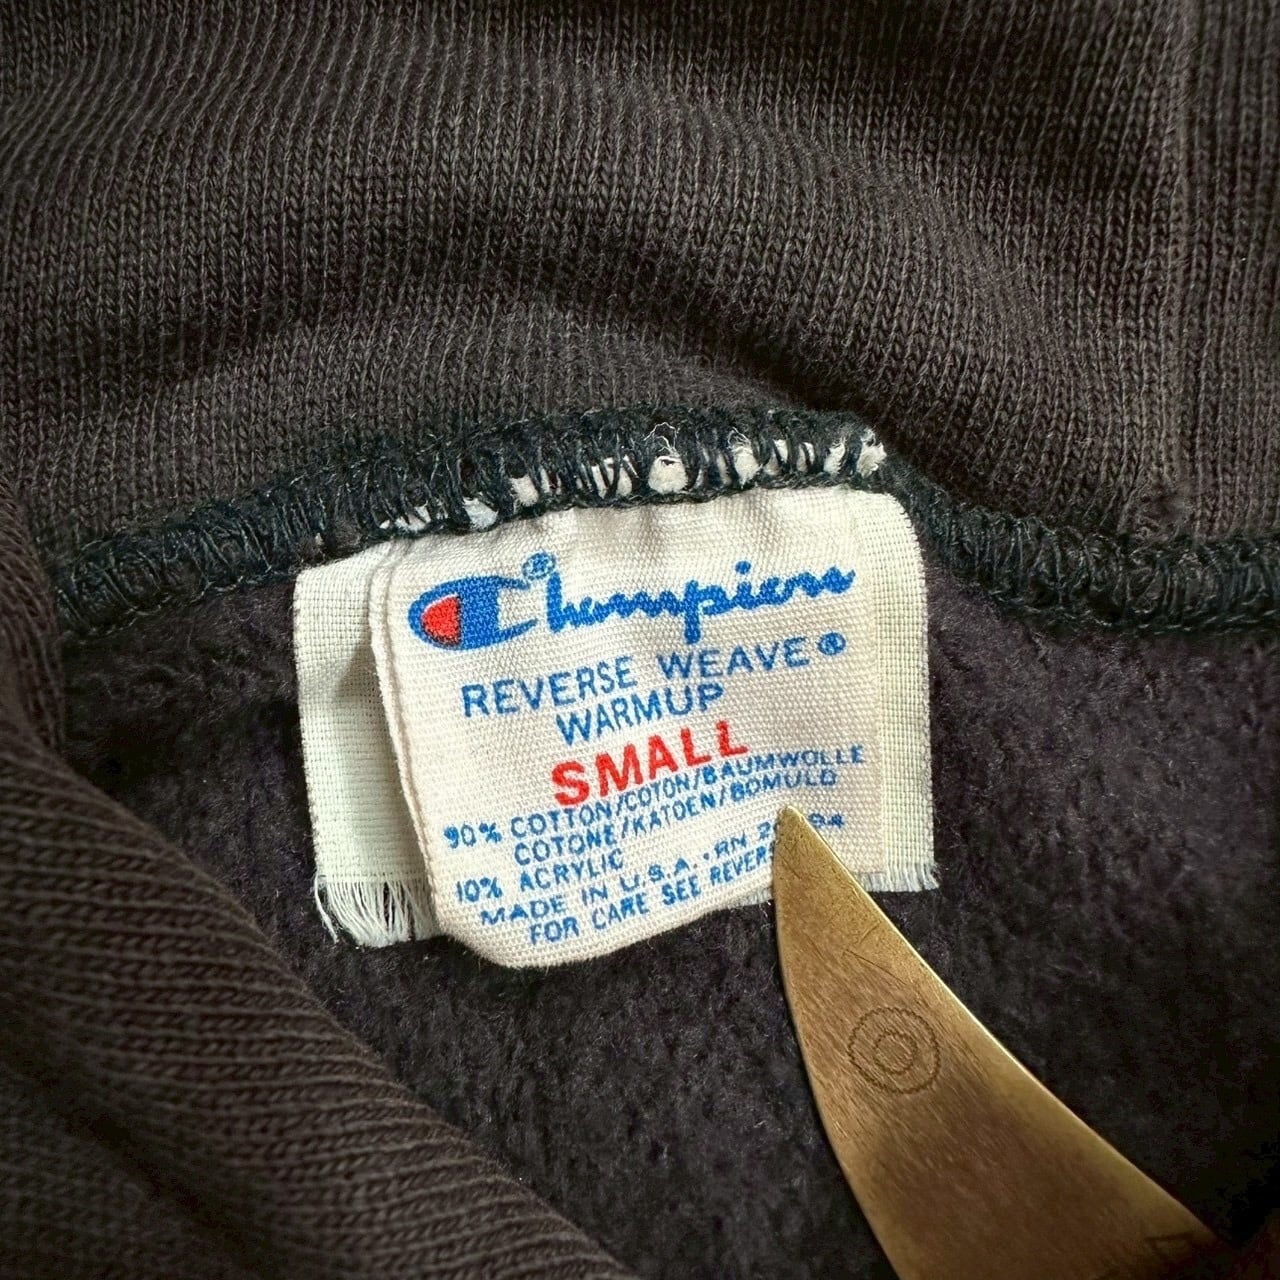 Champion®
REVERSE WEAVE®
WARMUP
SMALL
90% COTTON/COTON/BAUMWOLLE
COTONE/KATOEN/BOMULD
10% ACRYLIC
MADE IN U.S.A. • RN
FOR CARE SEE